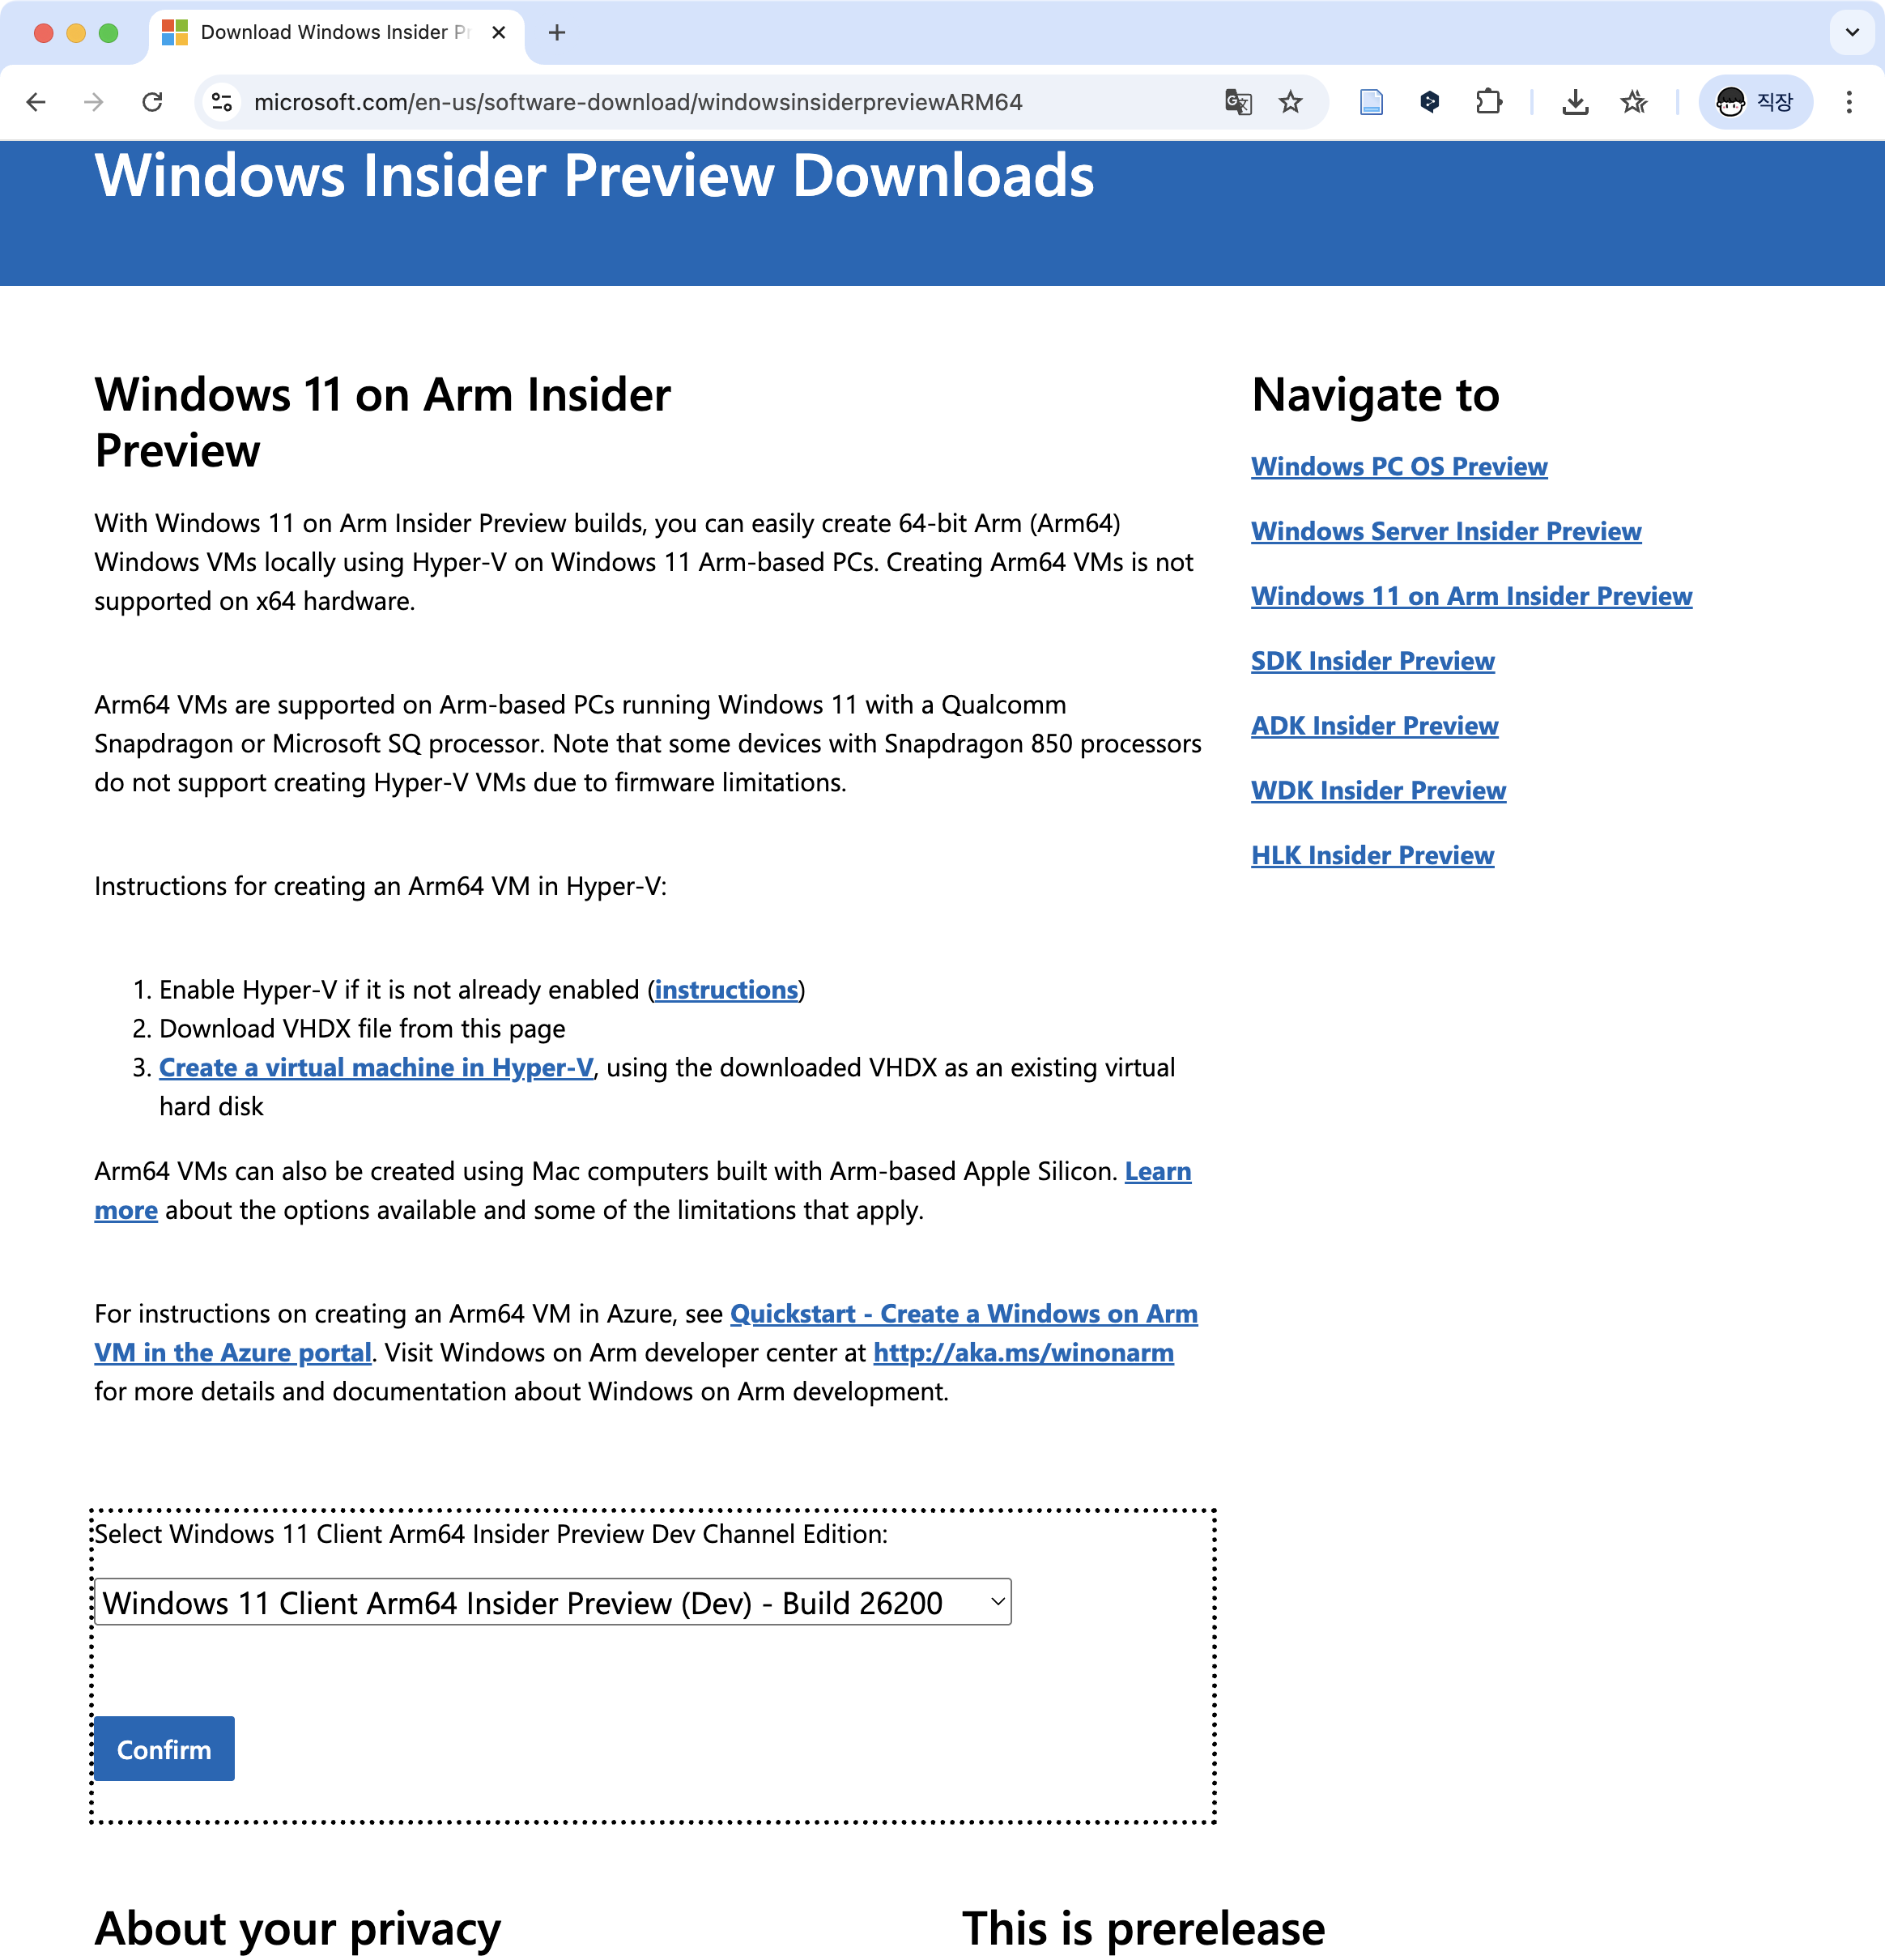 Download Windows Insider Pr
microsoft.com/en-us/software-download/windowsinsiderpreviewARM64
직장
Windows Insider Preview Downloads
Windows 11 on Arm Insider
Preview
With Windows 11 on Arm Insider Preview builds, you can easily create 64-bit Arm (Arm64)
Windows VMs locally using Hyper-V on Windows 11 Arm-based PCs. Creating Arm64 VMs is not
supported on x64 hardware.
Arm64 VMs are supported on Arm-based PCs running Windows 11 with a Qualcomm
Snapdragon or Microsoft SQ processor. Note that some devices with Snapdragon 850 processors
do not support creating Hyper-V VMs due to firmware limitations.
Instructions for creating an Arm64 VM in Hyper-V:
1. Enable Hyper-V if it is not already enabled (instructions)
2. Download VHDX file from this page
3. Create a virtual machine in Hyper-V, using the downloaded VHDX as an existing virtual
hard disk
Arm64 VMs can also be created using Mac computers built with Arm-based Apple Silicon. Learn
more about the options available and some of the limitations that apply.
For instructions on creating an Arm64 VM in Azure, see Quickstart - Create a Windows on Arm
VM in the Azure portal. Visit Windows on Arm developer center at http://aka.ms/winonarm
for more details and documentation about Windows on Arm development.
Select Windows 11 Client Arm64 Insider Preview Dev Channel Edition:
Windows 11 Client Arm64 Insider Preview (Dev) - Build 26200
Confirm
Navigate to
Windows PC OS Preview
Windows Server Insider Preview
Windows 11 on Arm Insider Preview
SDK Insider Preview
ADK Insider Preview
WDK Insider Preview
HLK Insider Preview
About your privacy
This is prerelease